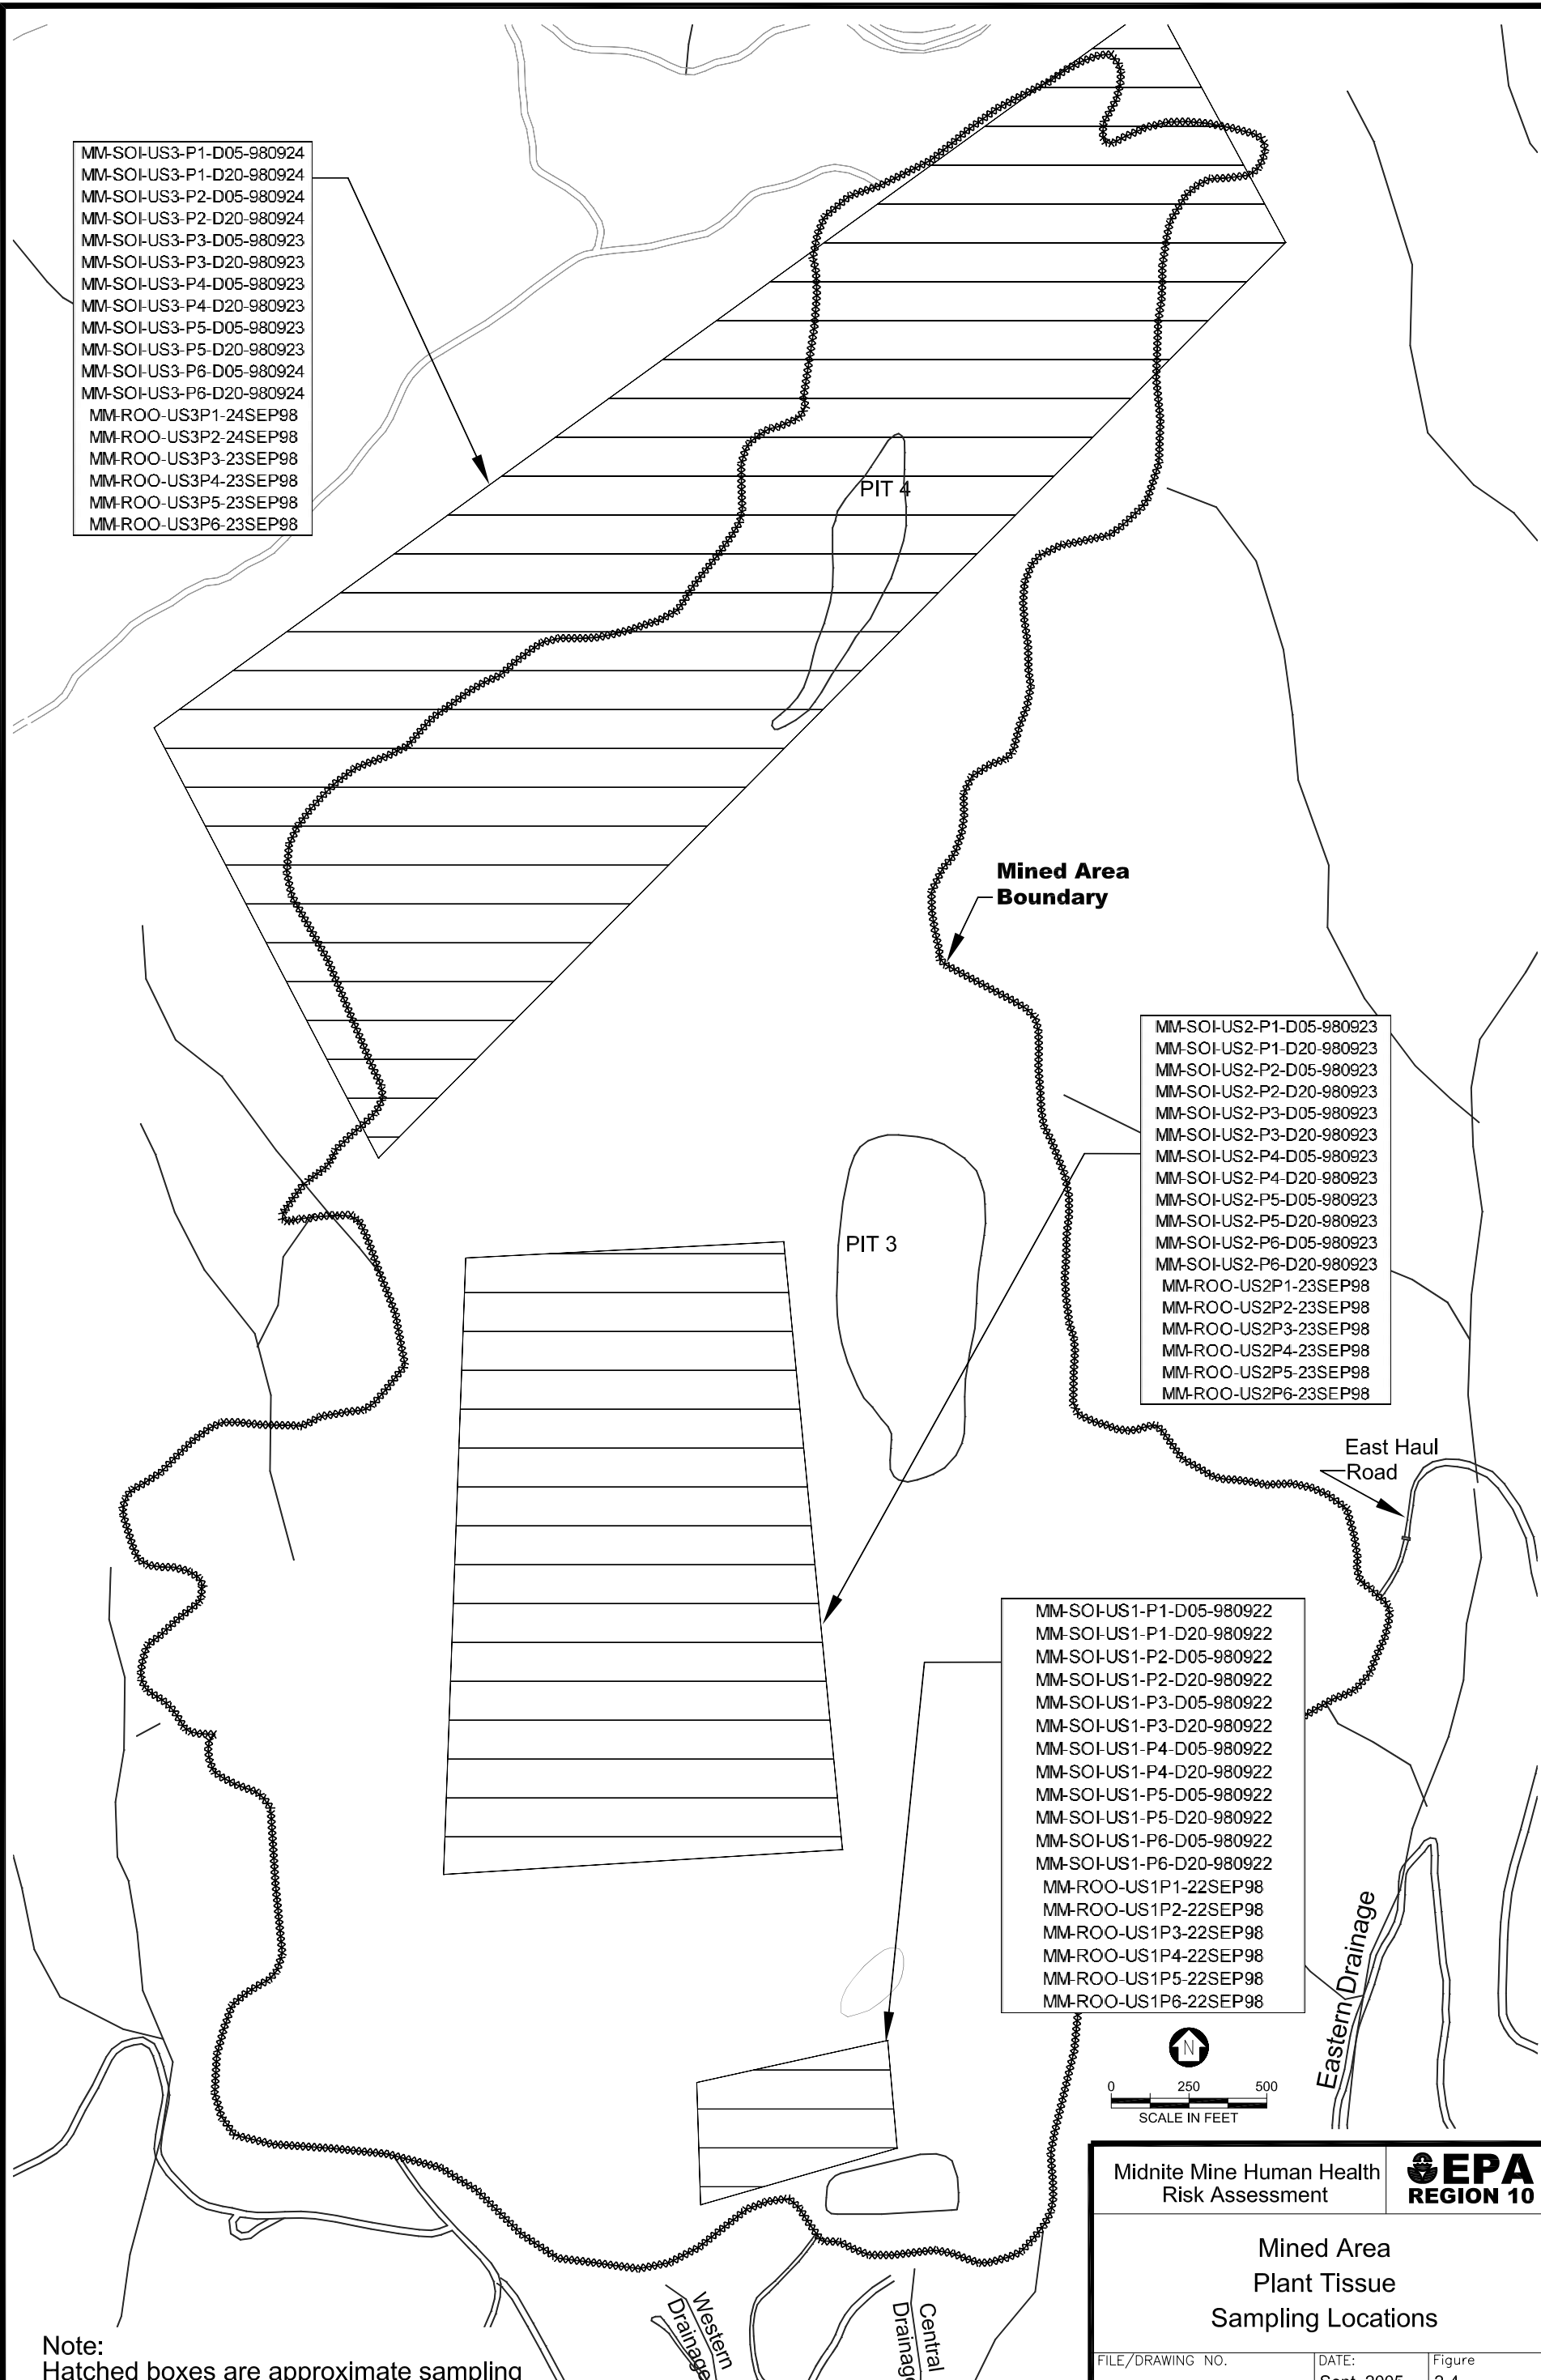 MM-SOI-US3-P1-D05-980924
MM-SOI-US3-P1-D20-980924
MM-SOI-US3-P2-D05-980924
MM-SOI-US3-P2-D20-980924
MM-SOI-US3-P3-D05-980923
MM-SOI-US3-P3-D20-980923
MM-SOI-US3-P4-D05-980923
MM-SOI-US3-P4-D20-980923
MM-SOI-US3-P5-D05-980923
MM-SOI-US3-P5-D20-980923
MM-SOI-US3-P6-D05-980924
MM-SOI-US3-P6-D20-980924
MM-ROO-US3P1-24SEP98
MM-ROO-US3P2-24SEP98
MM-ROO-US3P3-23SEP98
MM-ROO-US3P4-23SEP98
MM-ROO-US3P5-23SEP98
MM-ROO-US3P6-23SEP98
PIT 4
Mined Area
Boundary
MM-SOI-US2-P1-D05-980923
MM-SOI-US2-P1-D20-980923
MM-SOI-US2-P2-D05-980923
MM-SOI-US2-P2-D20-980923
MM-SOI-US2-P3-D05-980923
MM-SOI-US2-P3-D20-980923
MM-SOI-US2-P4-D05-980923
MM-SOI-US2-P4-D20-980923
MM-SOI-US2-P5-D05-980923
MM-SOI-US2-P5-D20-980923
MM-SOI-US2-P6-D05-980923
MM-SOI-US2-P6-D20-980923
MM-ROO-US2P1-23SEP98
MM-ROO-US2P2-23SEP98
MM-ROO-US2P3-23SEP98
MM-ROO-US2P4-23SEP98
MM-ROO-US2P5-23SEP98
MM-ROO-US2P6-23SEP98
PIT 3
East Haul
Road
MM-SOI-US1-P1-D05-980922
MM-SOI-US1-P1-D20-980922
MM-SOI-US1-P2-D05-980922
MM-SOI-US1-P2-D20-980922
MM-SOI-US1-P3-D05-980922
MM-SOI-US1-P3-D20-980922
MM-SOI-US1-P4-D05-980922
MM-SOI-US1-P4-D20-980922
MM-SOI-US1-P5-D05-980922
MM-SOI-US1-P5-D20-980922
MM-SOI-US1-P6-D05-980922
MM-SOI-US1-P6-D20-980922
MM-ROO-US1P1-22SEP98
MM-ROO-US1P2-22SEP98
MM-ROO-US1P3-22SEP98
MM-ROO-US1P4-22SEP98
MM-ROO-US1P5-22SEP98
MM-ROO-US1P6-22SEP98
Eastern Drainage
N
0 250 500
SCALE IN FEET
Western
Drainage
Central
Drainage
Midnite Mine Human Health
Risk Assessment
EPA
REGION 10
Mined Area
Plant Tissue
Sampling Locations
FILE/DRAWING NO.
DATE:
Figure
Note:
Hatched boxes are approximate sampling